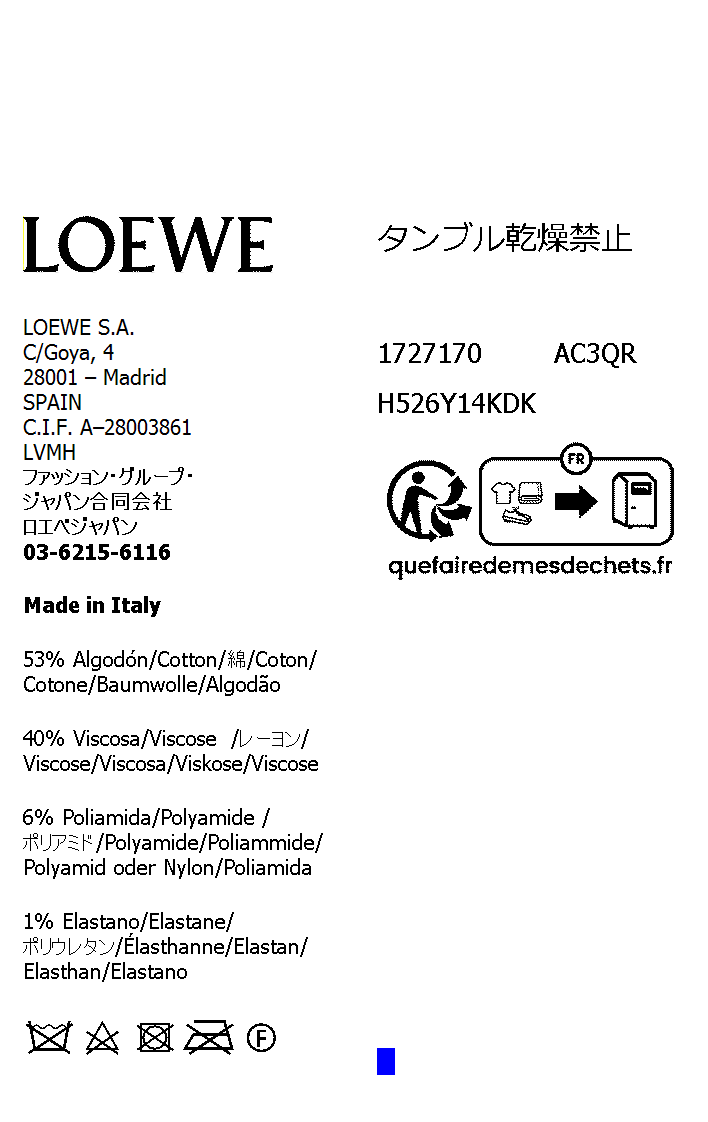 LOEWE
LOEWE S.A.
C/Goya, 4
28001 – Madrid
SPAIN
C.I.F. A–28003861
LVMH
ファッション・グループ・
ジャパン合同会社
ロエベジャパン
03-6215-6116
Made in Italy
53% Algodón/Cotton/綿/Coton/
Cotone/Baumwolle/Algodão
40% Viscosa/Viscose /レーヨン/
Viscose/Viscosa/Viskose/Viscose
6% Poliamida/Polyamide /
ポリアミド/Polyamide/Poliammide/
Polyamid oder Nylon/Poliamida
1% Elastano/Elastane/
ポリウレタン/Élasthanne/Elastan/
Elasthan/Elastano
F
タンブル乾燥禁止
1727170 AC3QR
H526Y14KDK
FR
quefairedemesdechets.fr